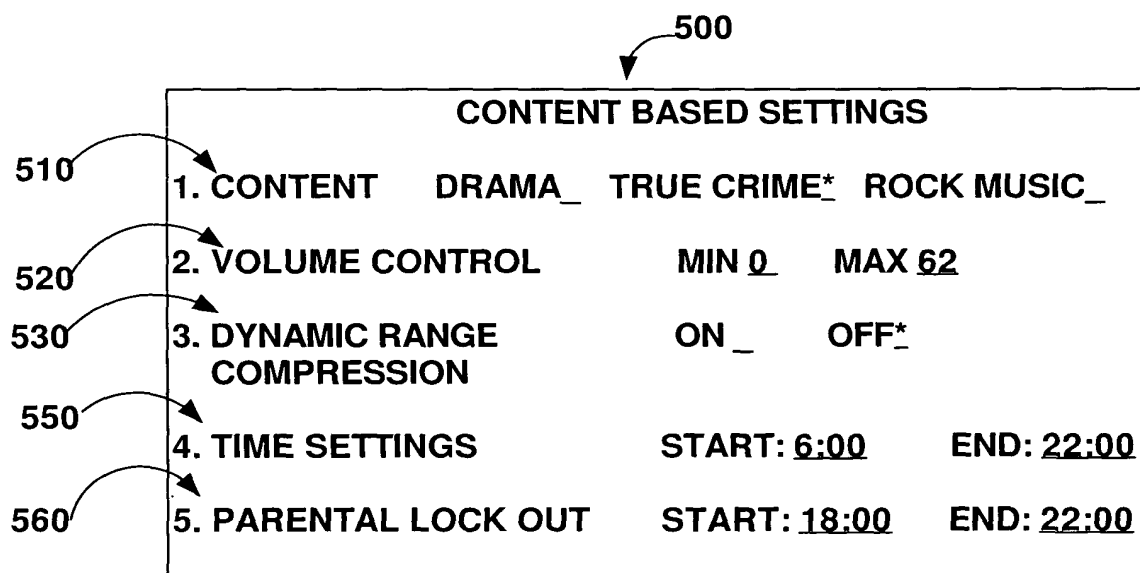 500
CONTENT BASED SETTINGS
510
1. CONTENT DRAMA_ TRUE CRIME* ROCK MUSIC_
520
2. VOLUME CONTROL MIN 0 MAX 62
530
3. DYNAMIC RANGE COMPRESSION ON _ OFF*
550
4. TIME SETTINGS START: 6:00 END: 22:00
560
5. PARENTAL LOCK OUT START: 18:00 END: 22:00